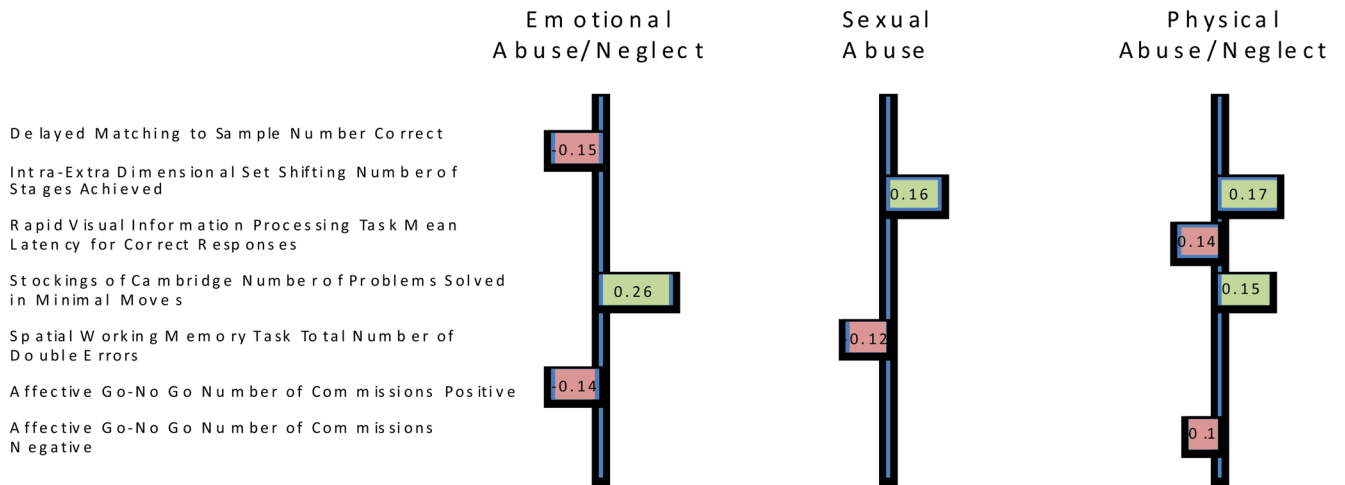 Emotional
Abuse/Neglect
Sexual
Abuse
Physical
Abuse/Neglect
Delayed Matching to Sample Number Correct
-0.15
Intra-Extra Dimensional Set Shifting Number of
Stages Achieved
0.16
0.17
Rapid Visual Information Processing Task Mean
Latency for Correct Responses
0.14
Stockings of Cambridge Number of Problems Solved
in Minimal Moves
0.26
0.15
Spatial Working Memory Task Total Number of
Double Errors
-0.12
Affective Go-No Go Number of Commissions Positive
-0.14
Affective Go-No Go Number of Commissions
Negative
0.1